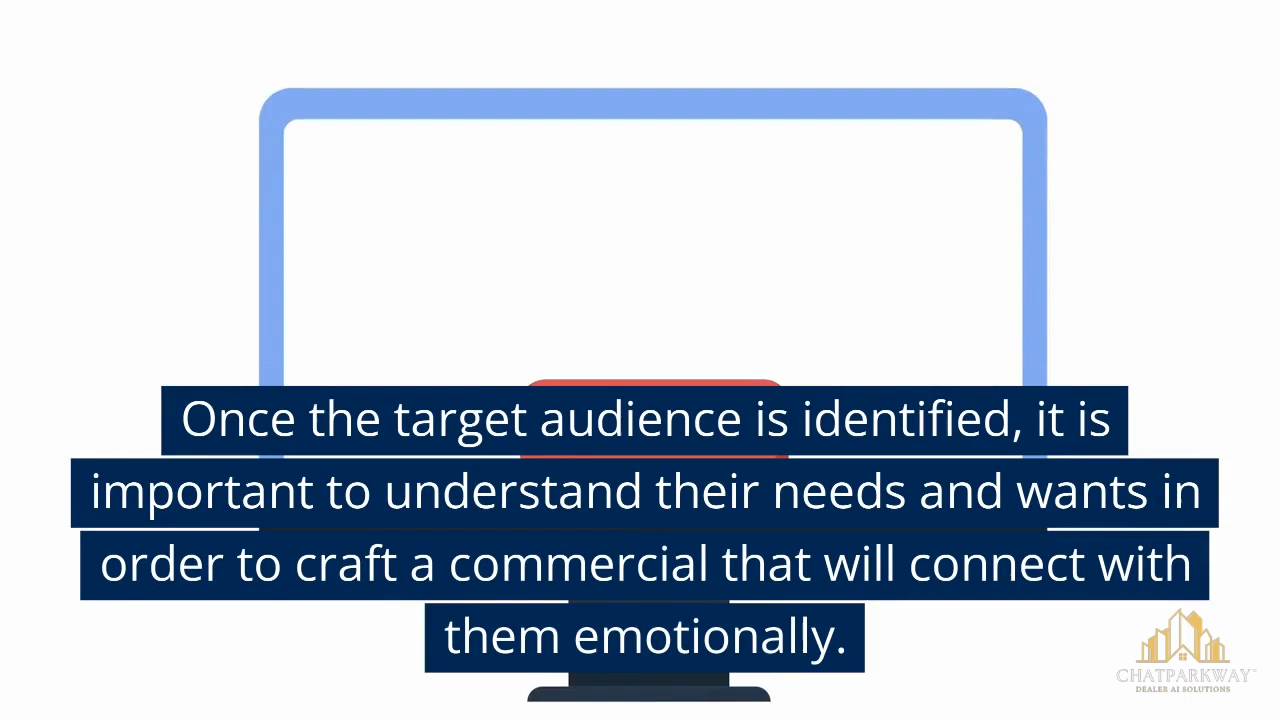 Once the target audience is identified, it is
important to understand their needs and wants in
order to craft a commercial that will connect with
them emotionally.
CHATPARKWAY
DEALER AI SOLUTIONS